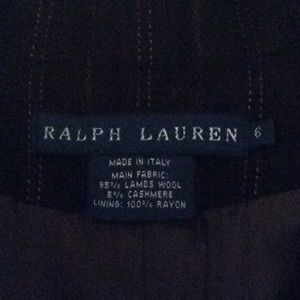 RALPH LAUREN 6
MADE IN ITALY
MAIN FABRIC:
95% LAMBS WOOL
5% CASHMERE
LINING: 100% RAYON